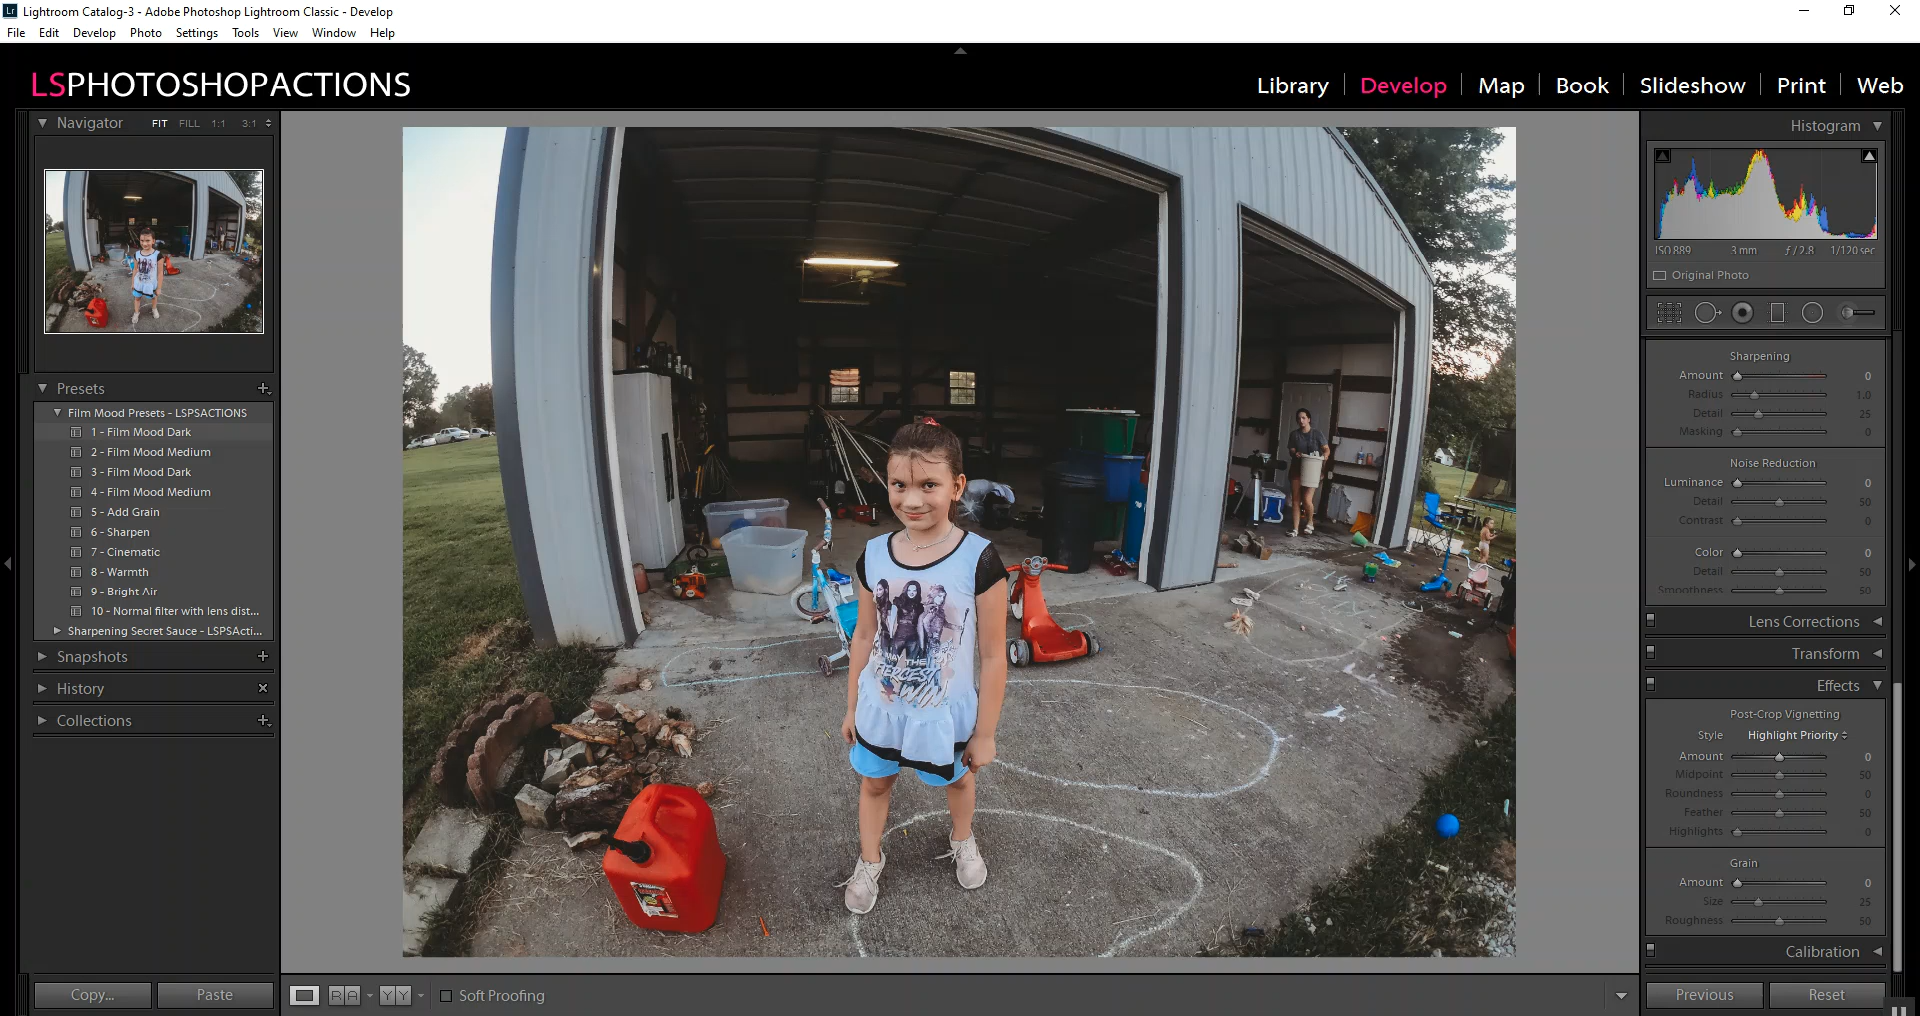 Lightroom Catalog-3 - Adobe Photoshop Lightroom Classic - Develop
File Edit Develop Photo Settings Tools View Window Help
LSPHOTOSHOPACTIONS
Library Develop Map Book Slideshow Print Web
Navigator FIT FILL 1:1 3:1
Presets
Film Mood Presets - LSPSACTIONS
1 - Film Mood Dark
2 - Film Mood Medium
3 - Film Mood Dark
4 - Film Mood Medium
5 - Add Grain
6 - Sharpen
7 - Cinematic
8 - Warmth
9 - Bright Air
10 - Normal filter with lens dist...
Sharpening Secret Sauce - LSPSActi...
Snapshots
History
Collections
Copy... Paste
MAY THE
FIERCEST
WIN!
RA YY Soft Proofing
Histogram
ISO 889 3 mm ƒ / 2.8 1/120 sec
Original Photo
Sharpening
Amount 0
Radius 1.0
Detail 25
Masking 0
Noise Reduction
Luminance 0
Detail 50
Contrast 0
Color 0
Detail 50
Smoothness 50
Lens Corrections
Transform
Effects
Post-Crop Vignetting
Style Highlight Priority
Amount 0
Midpoint 50
Roundness 0
Feather 50
Highlights 0
Grain
Amount 0
Size 25
Roughness 50
Calibration
Previous Reset